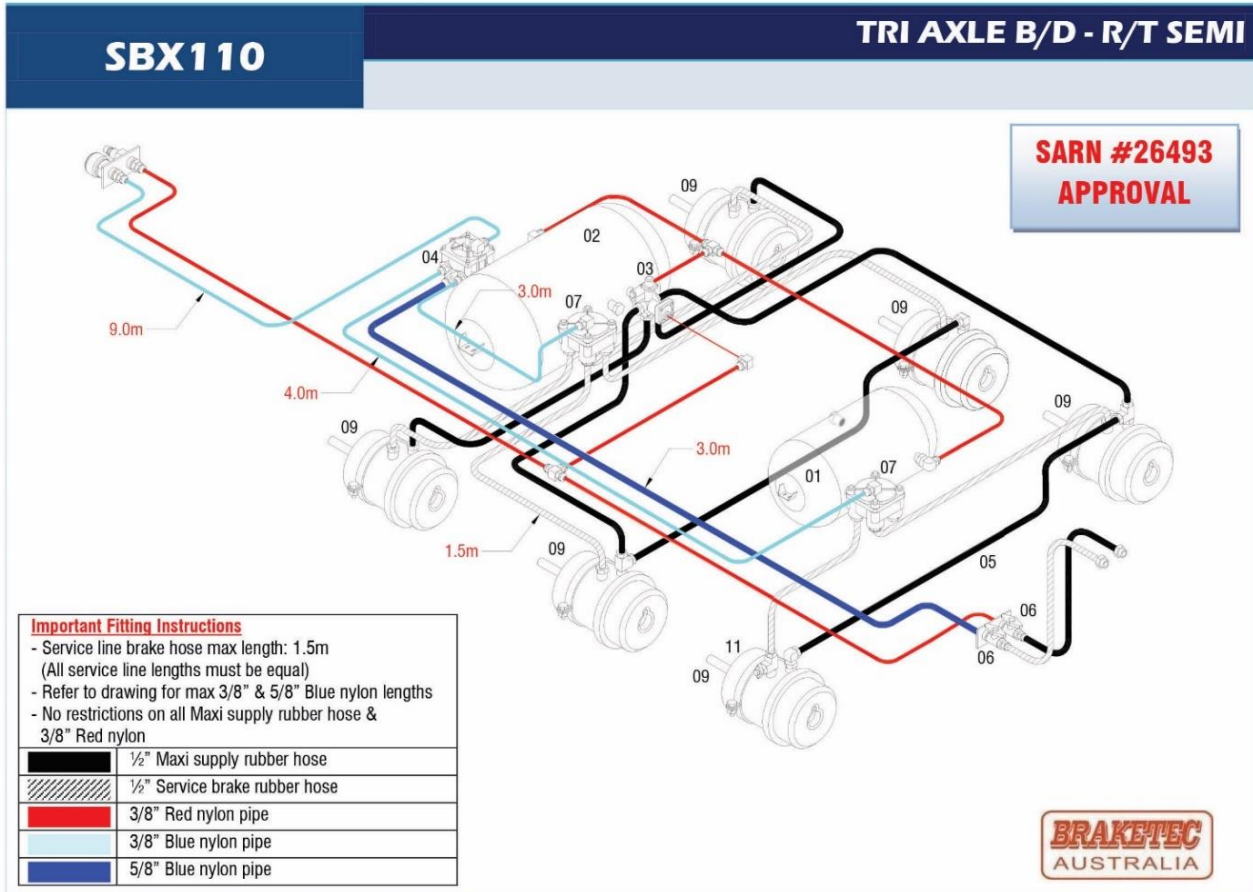 SBX110
TRI AXLE B/D - R/T SEMI
SARN #26493
APPROVAL
09
02
04
03
07
3.0m
9.0m
09
4.0m
09
09
3.0m
01
07
1.5m
09
05
06
11
09
06
Important Fitting Instructions
- Service line brake hose max length: 1.5m
(All service line lengths must be equal)
- Refer to drawing for max 3/8" & 5/8" Blue nylon lengths
- No restrictions on all Maxi supply rubber hose &
3/8" Red nylon
½" Maxi supply rubber hose
½" Service brake rubber hose
3/8" Red nylon pipe
3/8" Blue nylon pipe
5/8" Blue nylon pipe
BRAKETEC
AUSTRALIA